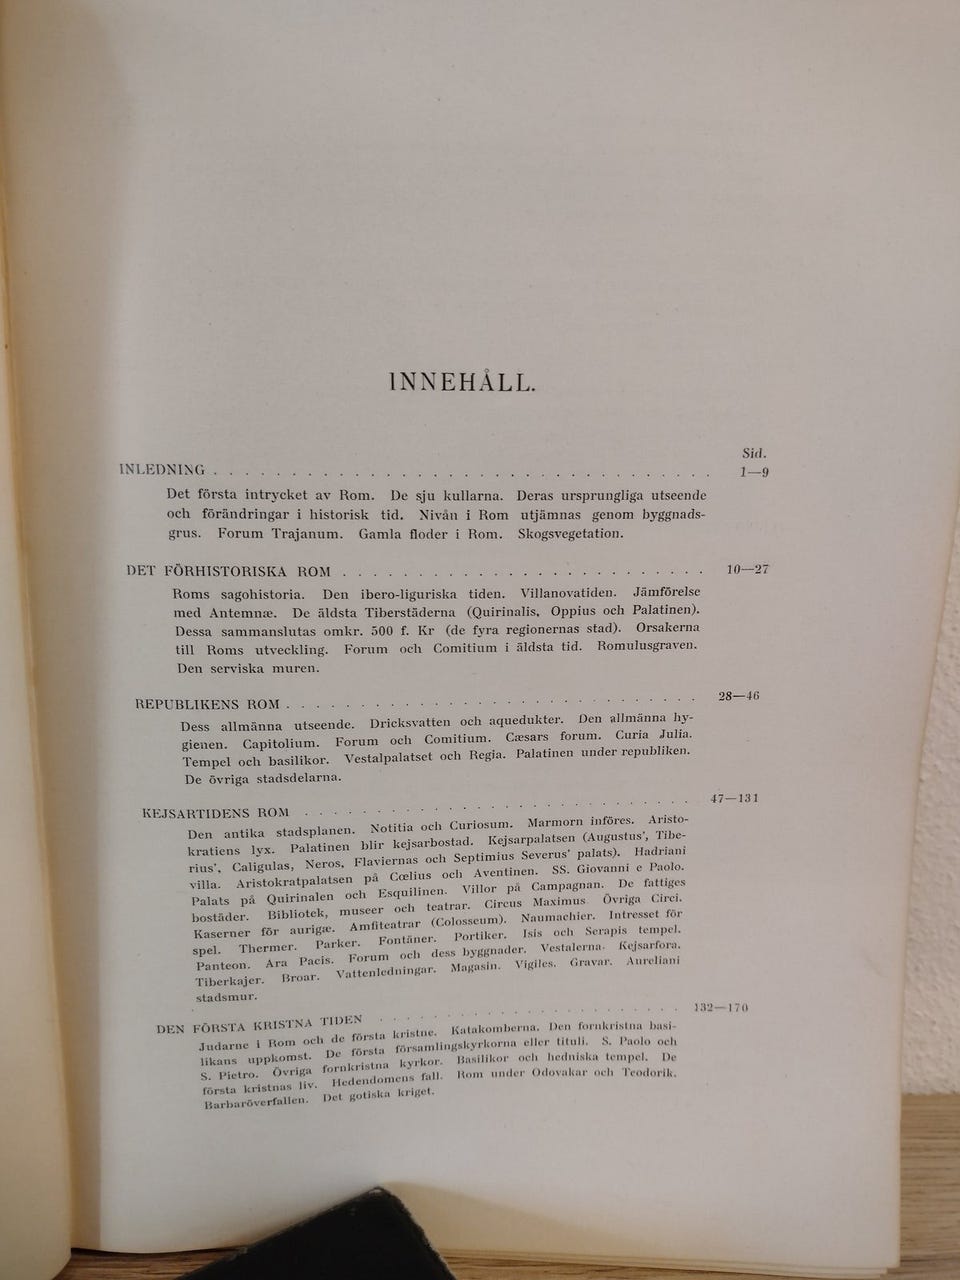 INNEHÅLL.
Sid.
INLEDNING . . . . . . . . . . . . . . . . . . . . . . . . . . 1—9
Det första intrycket av Rom. De sju kullarna. Deras ursprungliga utseende
och förändringar i historisk tid. Nivån i Rom utjämnas genom byggnads-
grus. Forum Trajanum. Gamla floder i Rom. Skogsvegetation.
DET FÖRHISTORISKA ROM . . . . . . . . . . . . . . . . . . . 10—27
Roms sagohistoria. Den ibero-liguriska tiden. Villanovatiden. Jämförelse
med Antemnæ. De äldsta Tiberstäderna (Quirinalis, Oppius och Palatinen).
Dessa sammanslutas omkr. 500 f. Kr (de fyra regionernas stad). Orsakerna
till Roms utveckling. Forum och Comitium i äldsta tid. Romulusgraven.
Den serviska muren.
REPUBLIKENS ROM . . . . . . . . . . . . . . . . . . . . . . 28—46
Dess allmänna utseende. Dricksvatten och aquedukter. Den allmänna hy-
gienen. Capitolium. Forum och Comitium. Cæsars forum. Curia Julia.
Tempel och basilikor. Vestalpalatset och Regia. Palatinen under republiken.
De övriga stadsdelarna.
KEJSARTIDENS ROM . . . . . . . . . . . . . . . . . . . . . 47—131
Den antika stadsplanen. Notitia och Curiosum. Marmorn införes. Aristo-
kratiens lyx. Palatinen blir kejsarbostad. Kejsarpalatsen (Augustus', Tibe-
rius', Caligulas, Neros, Flaviernas och Septimius Severus' palats). Hadriani
villa. Aristokratpalatsen på Cœlius och Aventinen. SS. Giovanni e Paolo.
Palats på Quirinalen och Esquilinen. Villor på Campagnan. De fattiges
bostäder. Bibliotek, museer och teatrar. Circus Maximus. Övriga Circi.
Kaserner för aurigæ. Amfiteatrar (Colosseum). Naumachier. Intresset för
spel. Thermer. Parker. Fontäner. Portiker. Isis och Serapis tempel.
Panteon. Ara Pacis. Forum och dess byggnader. Vestalerna. Kejsarfora.
Tiberkajer. Broar. Vattenledningar. Magasin. Vigiles. Gravar. Aureliani
stadsmur.
DEN FÖRSTA KRISTNA TIDEN . . . . . . . . . . . . . . . . 132—170
Judarne i Rom och de första kristne. Katakomberna. Den fornkristna basi-
likans uppkomst. De första församlingskyrkorna eller tituli. S. Paolo och
S. Pietro. Övriga fornkristna kyrkor. Basilikor och hedniska tempel. De
första kristnas liv. Hedendomens fall. Rom under Odovakar och Teodorik.
Barbaröverfallen. Det gotiska kriget.